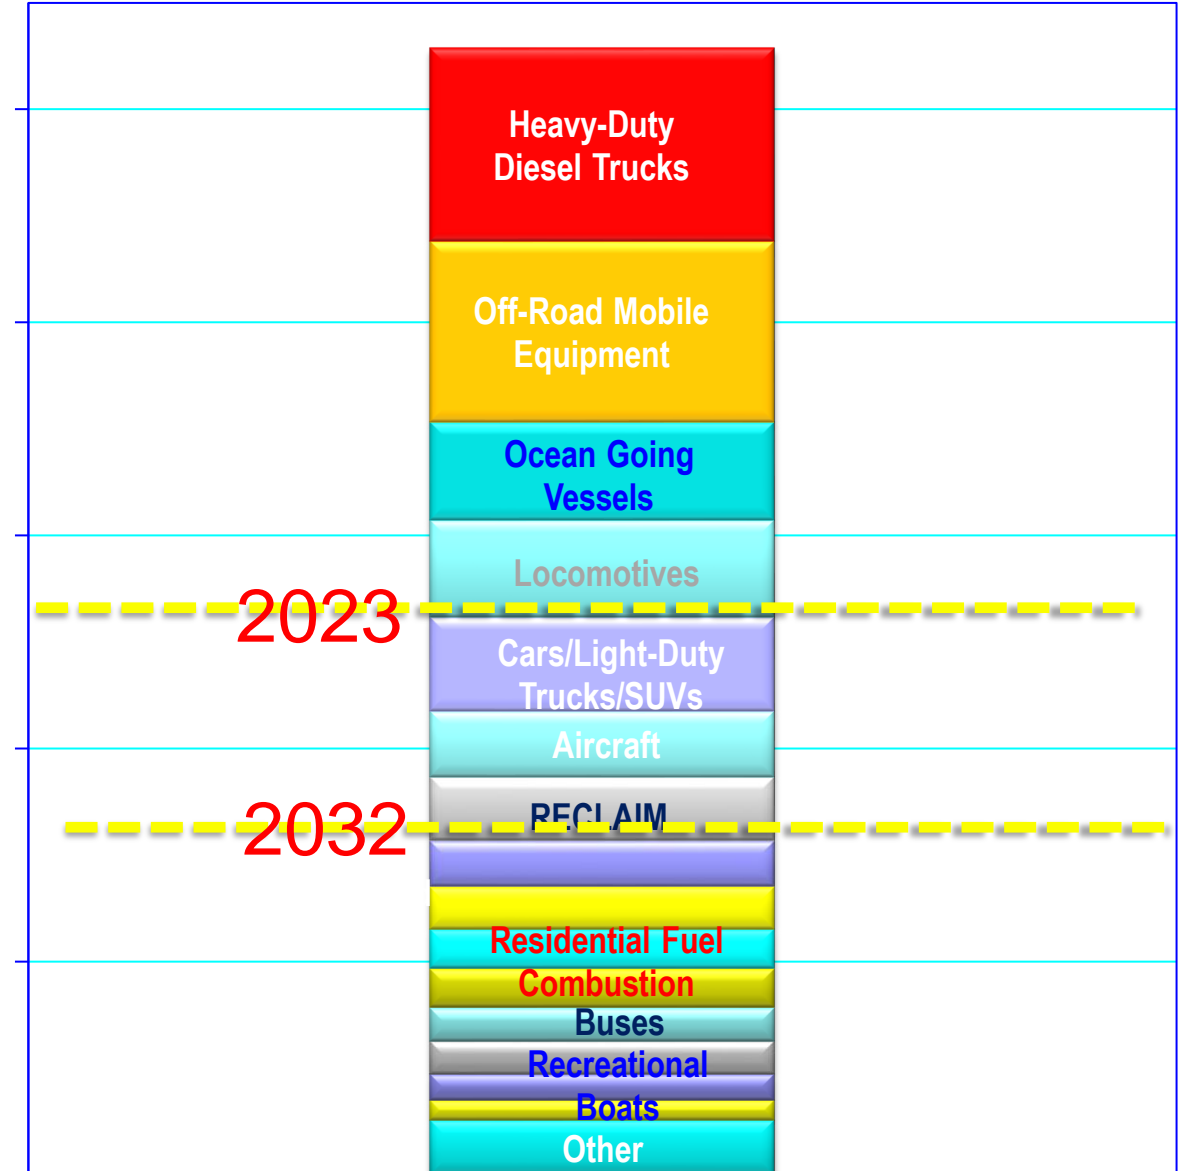 Heavy-Duty
Diesel Trucks
Off-Road Mobile
Equipment
Ocean Going
Vessels
Locomotives
2023
Cars/Light-Duty
Trucks/SUVs
Aircraft
RECLAIM
2032
Residential Fuel
Combustion
Buses
Recreational
Boats
Other